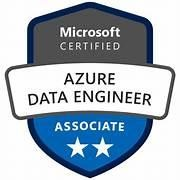 Microsoft
CERTIFIED
AZURE
DATA ENGINEER
ASSOCIATE